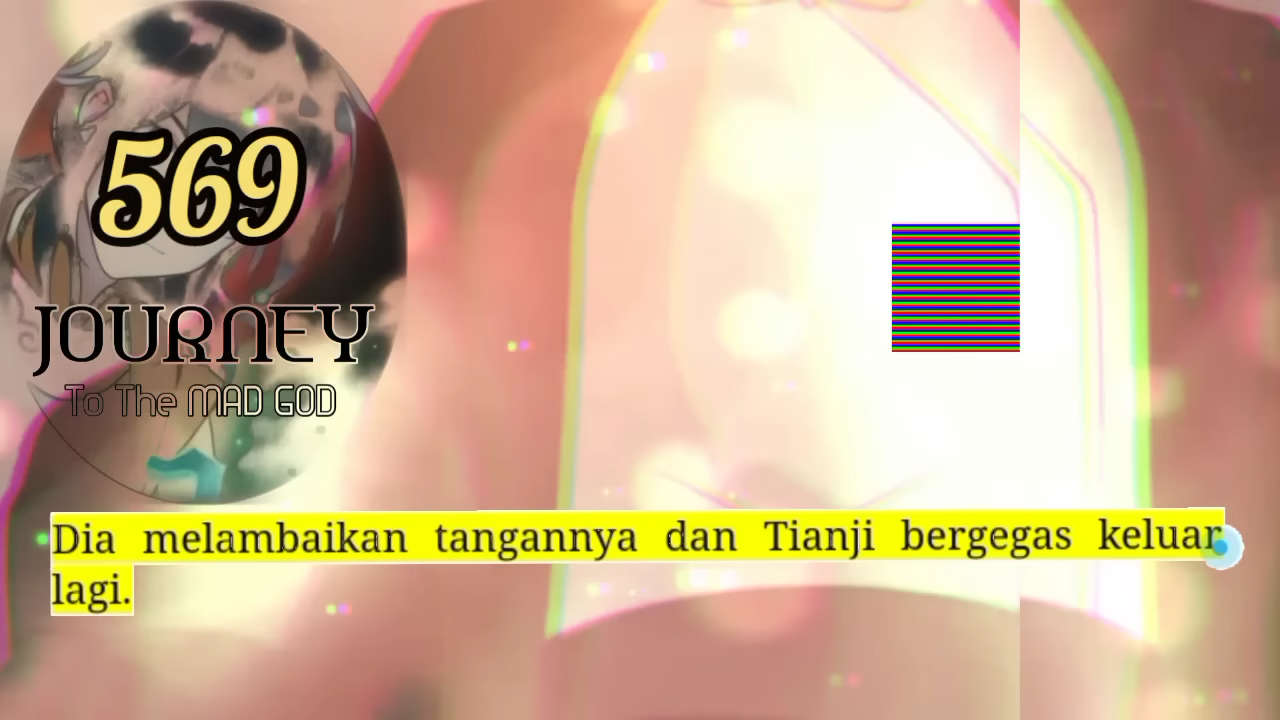 569
JOURNEY
To The MAD GOD
Dia melambaikan tangannya dan Tianji bergegas keluar
lagi.